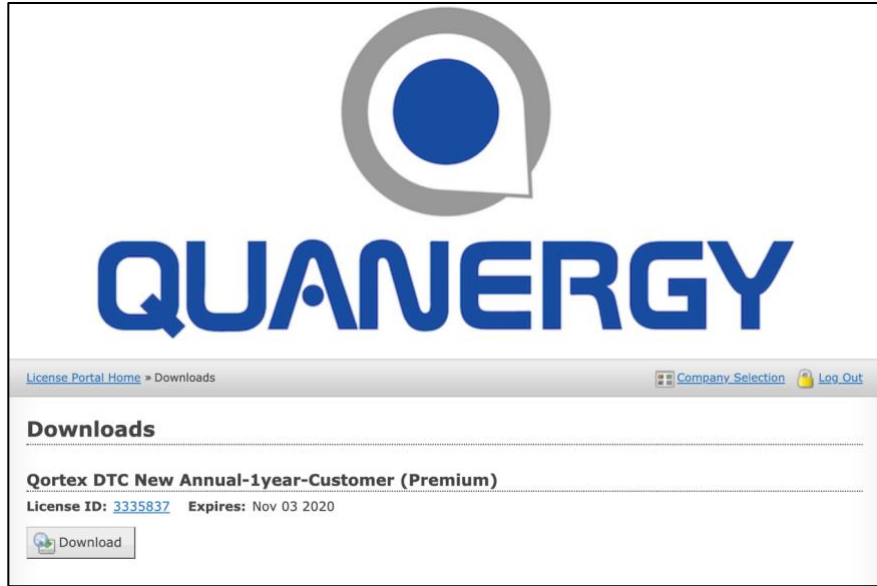 QUANERGY
License Portal Home » Downloads Company Selection Log Out
Downloads
Qortex DTC New Annual-1year-Customer (Premium)
License ID: 3335837 Expires: Nov 03 2020
Download